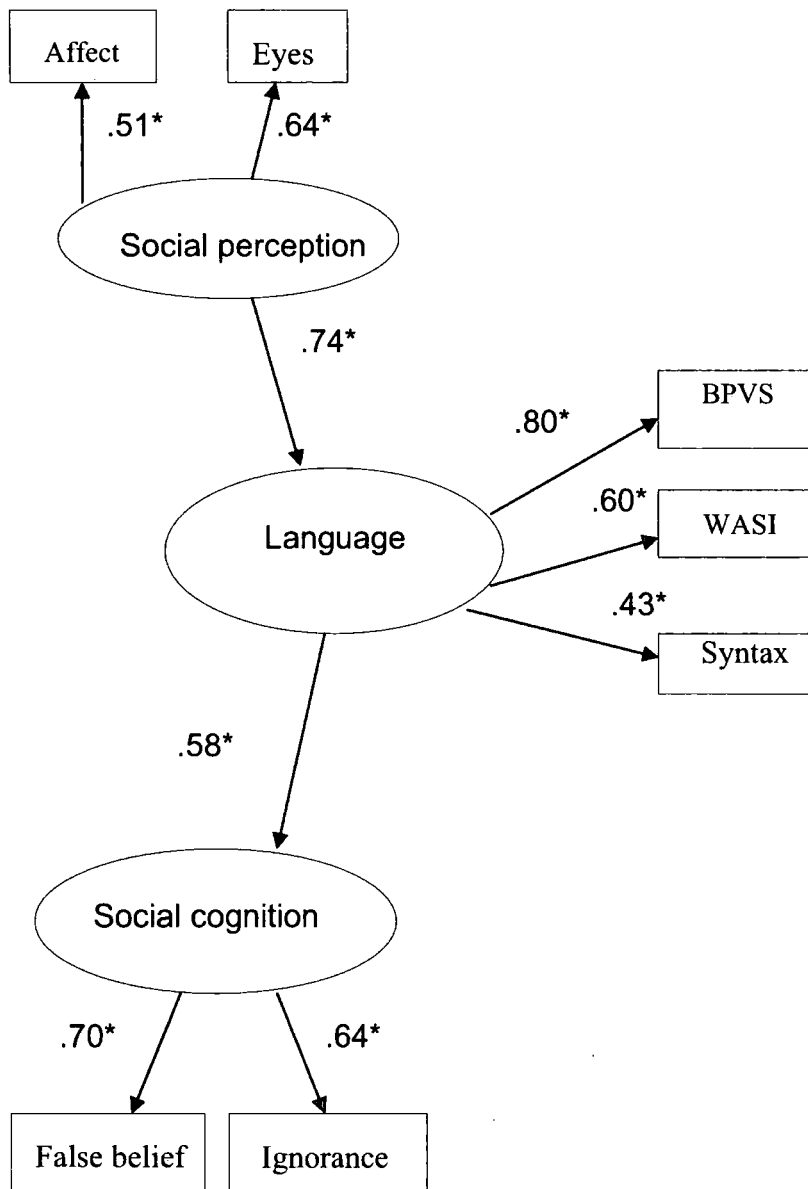 Affect
Eyes
.51*
.64*
Social perception
.74*
BPVS
.80*
.60*
WASI
Language
.43*
Syntax
.58*
Social cognition
.70*
.64*
False belief
Ignorance